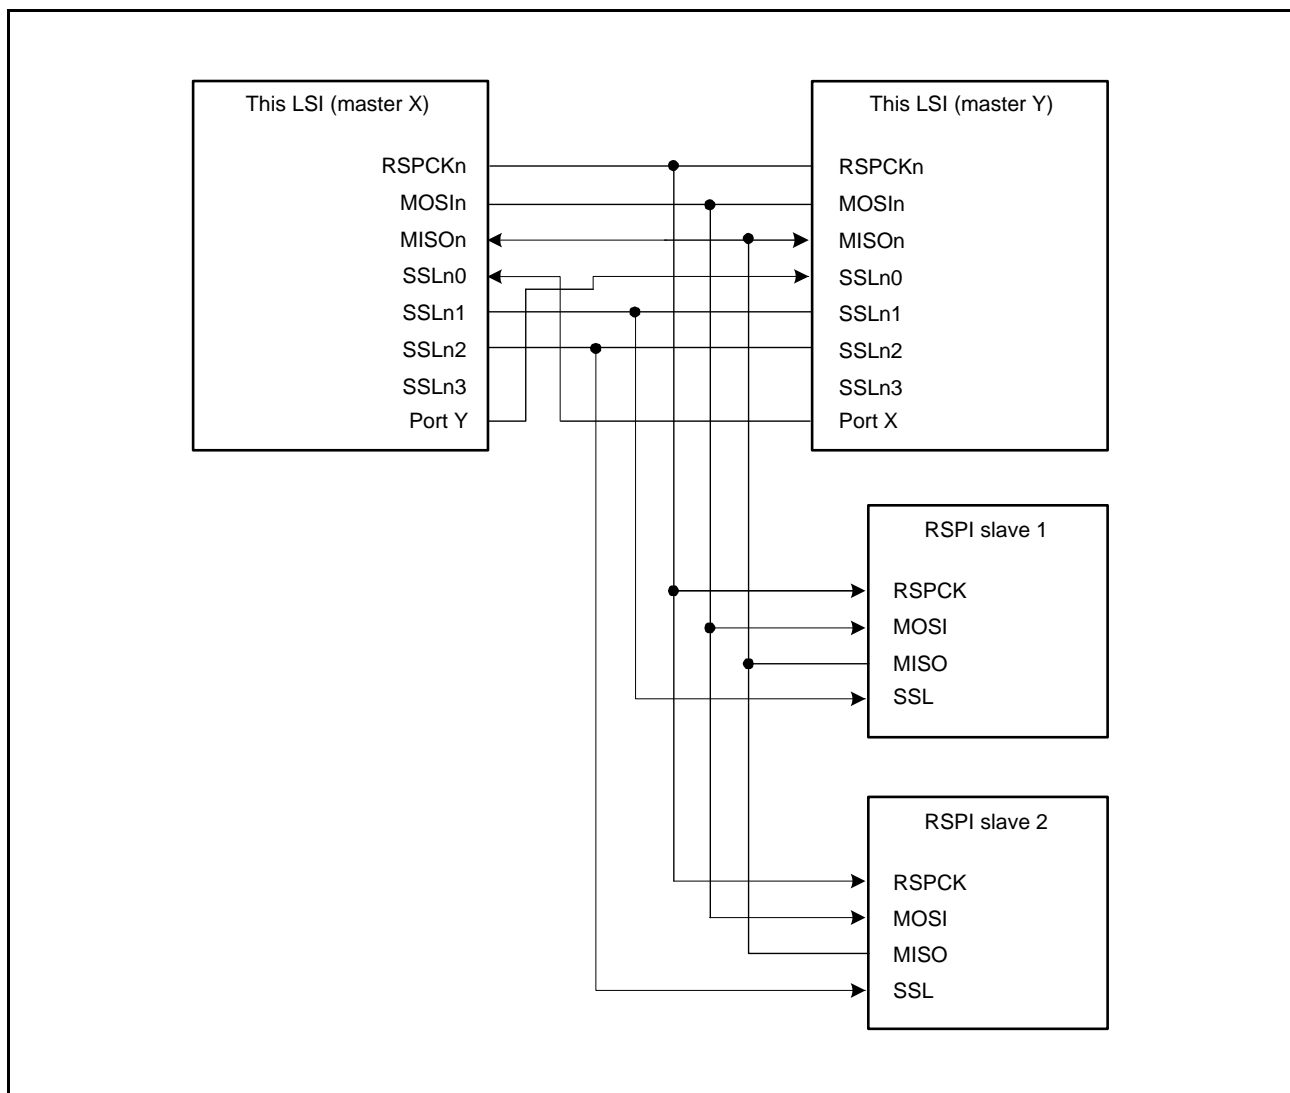 This LSI (master X)
RSPCKn
MOSIn
MISOn
SSLn0
SSLn1
SSLn2
SSLn3
Port Y
This LSI (master Y)
RSPCKn
MOSIn
MISOn
SSLn0
SSLn1
SSLn2
SSLn3
Port X
RSPI slave 1
RSPCK
MOSI
MISO
SSL
RSPI slave 2
RSPCK
MOSI
MISO
SSL